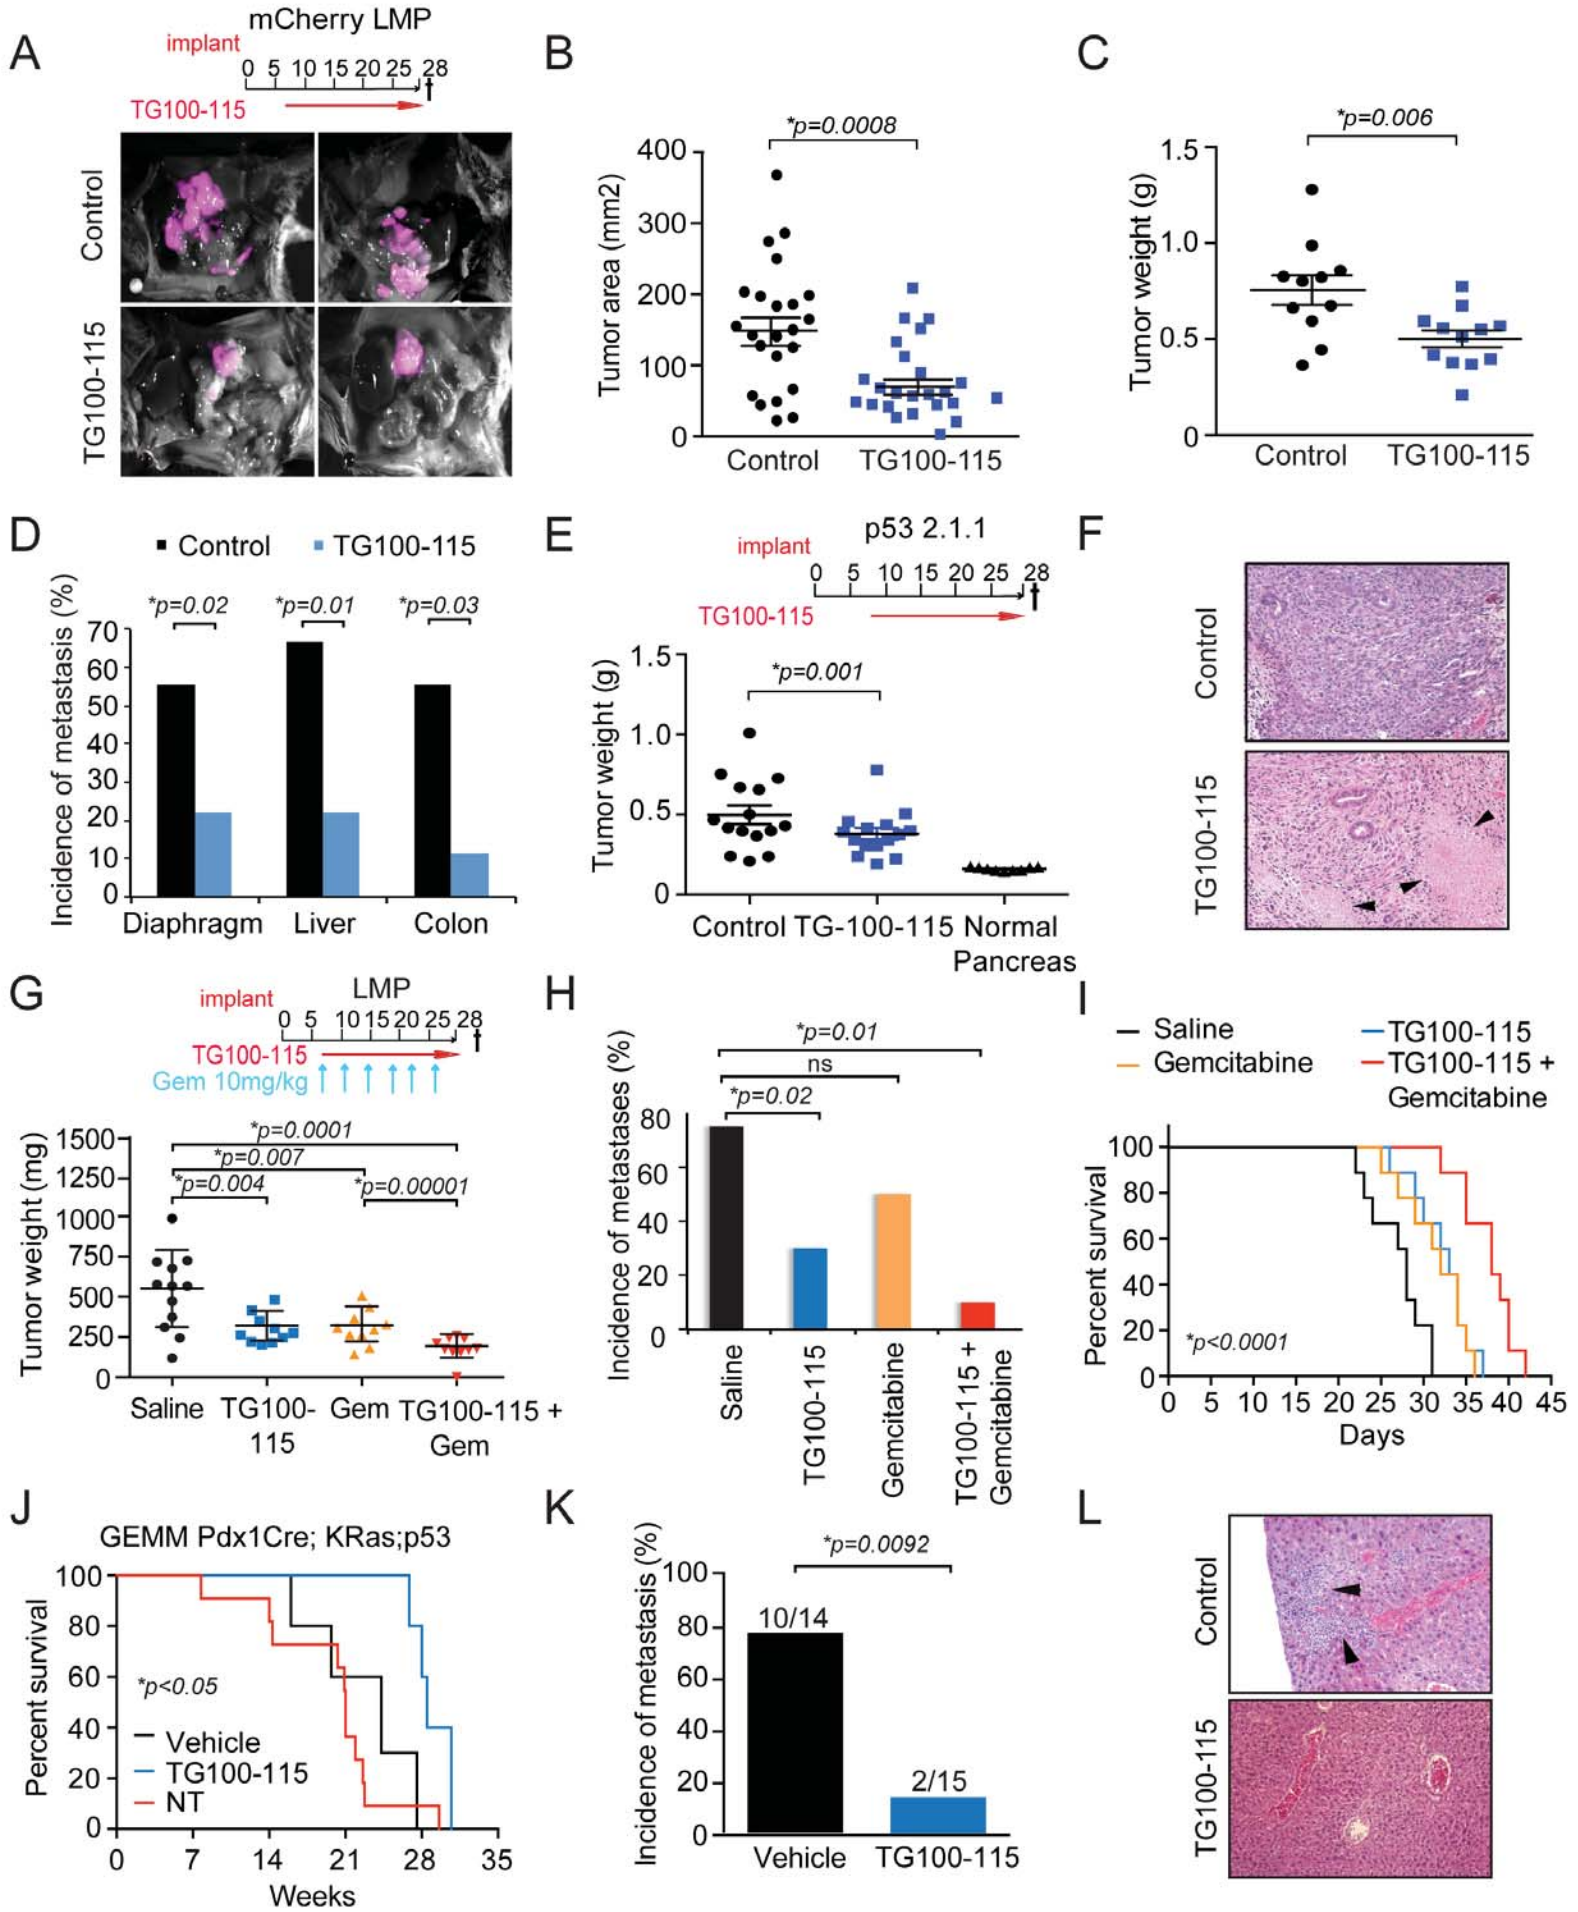 A
mCherry LMP
implant
0 5 10 15 20 25 28
TG100-115
Control
TG100-115
B
*p=0.0008
Tumor area (mm2)
400
300
200
100
0
Control
TG100-115
C
*p=0.006
Tumor weight (g)
1.5
1.0
0.5
0
Control
TG100-115
D
Control
TG100-115
*p=0.02
*p=0.01
*p=0.03
Incidence of metastasis (%)
70
60
50
40
30
20
10
0
Diaphragm
Liver
Colon
E
p53 2.1.1
implant
0 5 10 15 20 25 28
TG100-115
*p=0.001
Tumor weight (g)
1.5
1.0
0.5
0
Control
TG-100-115
Normal
Pancreas
F
Control
TG100-115
G
LMP
implant
0 5 10 15 20 25 28
TG100-115
Gem 10mg/kg
*p=0.0001
*p=0.007
*p=0.004
*p=0.00001
Tumor weight (mg)
1500
1250
1000
750
500
250
0
Saline
TG100-
115
Gem
TG100-115 +
Gem
H
*p=0.01
ns
*p=0.02
Incidence of metastases (%)
80
60
40
20
0
Saline
TG100-115
Gemcitabine
TG100-115 +
Gemcitabine
I
Saline
Gemcitabine
TG100-115
TG100-115 +
Gemcitabine
Percent survival
100
80
60
40
20
0
*p<0.0001
0 5 10 15 20 25 30 35 40 45
Days
J
GEMM Pdx1Cre; KRas;p53
Percent survival
100
80
60
40
20
0
*p<0.05
Vehicle
TG100-115
NT
0 7 14 21 28 35
Weeks
K
*p=0.0092
Incidence of metastasis (%)
100
80
60
40
20
0
10/14
2/15
Vehicle
TG100-115
L
Control
TG100-115